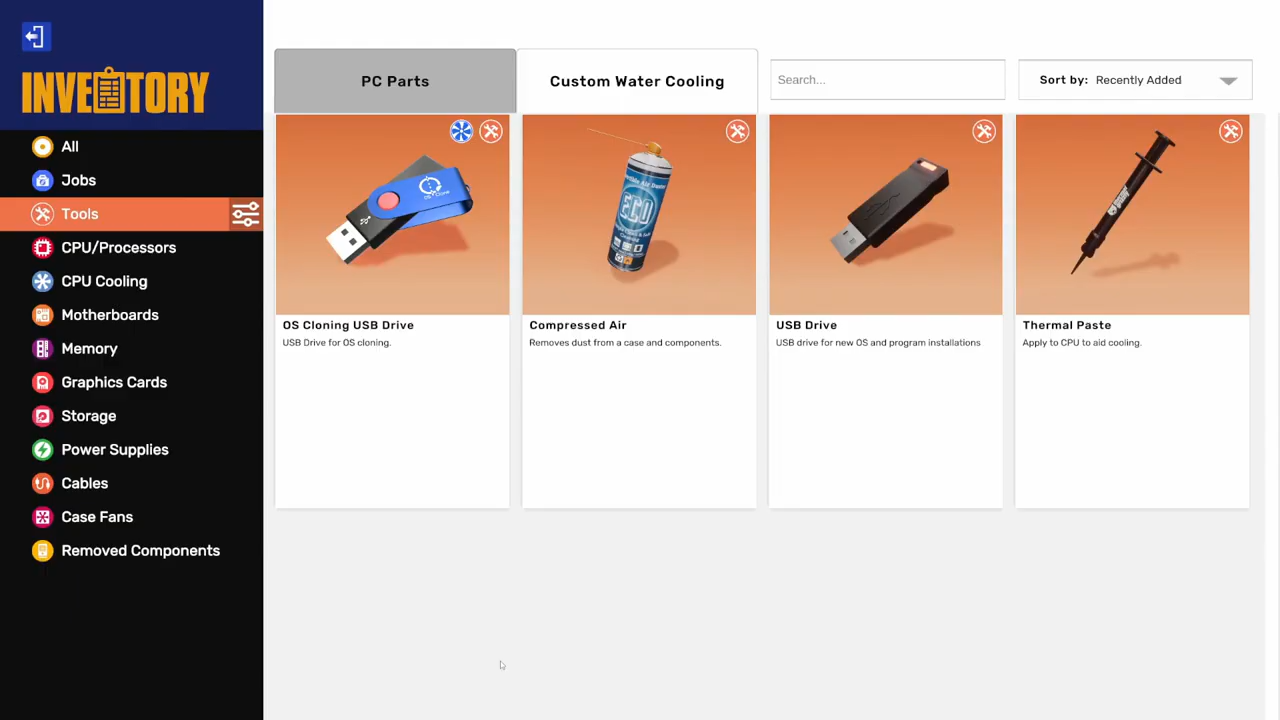 INVENTORY
All
Jobs
Tools
CPU/Processors
CPU Cooling
Motherboards
Memory
Graphics Cards
Storage
Power Supplies
Cables
Case Fans
Removed Components
PC Parts
Custom Water Cooling
Search...
Sort by: Recently Added
OS Cloning USB Drive
USB Drive for OS cloning.
ECO
Compressed Air
Removes dust from a case and components.
USB Drive
USB drive for new OS and program installations
Thermal Paste
Apply to CPU to aid cooling.